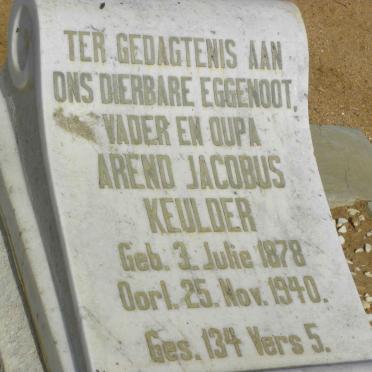 TER GEDAGTENIS AAN
ONS DIERBARE EGGENOOT,
VADER EN OUPA
AREND JACOBUS
KEULDER
Geb. 3. Julie 1878
Oorl. 25. Nov. 1940.
Ges. 134 Vers 5.